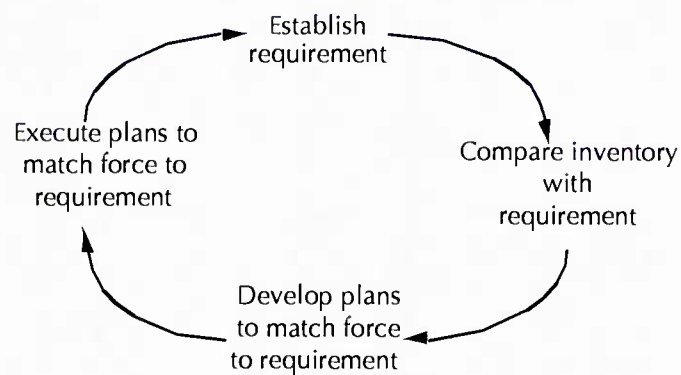 Establish
requirement
Compare inventory
with
requirement
Develop plans
to match force
to requirement
Execute plans to
match force to
requirement